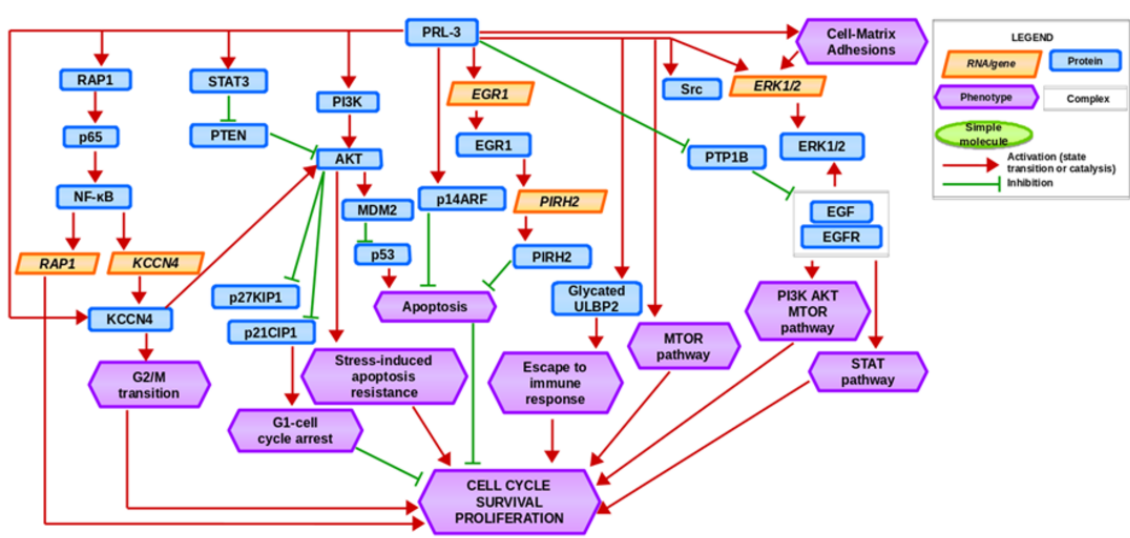 PRL-3
Cell-Matrix
Adhesions
LEGEND
RNA/gene
Protein
Phenotype
Complex
Simple
molecule
Activation (state
transition or catalysis)
Inhibition
RAP1
STAT3
PI3K
EGR1
Src
ERK1/2
p65
PTEN
AKT
EGR1
PTP1B
ERK1/2
NF-κB
MDM2
p14ARF
PIRH2
EGF
EGFR
RAP1
KCCN4
p53
PIRH2
p27KIP1
Apoptosis
Glycated
ULBP2
PI3K AKT
MTOR
pathway
KCCN4
p21CIP1
MTOR
pathway
G2/M
transition
Stress-induced
apoptosis
resistance
Escape to
immune
response
STAT
pathway
G1-cell
cycle arrest
CELL CYCLE
SURVIVAL
PROLIFERATION